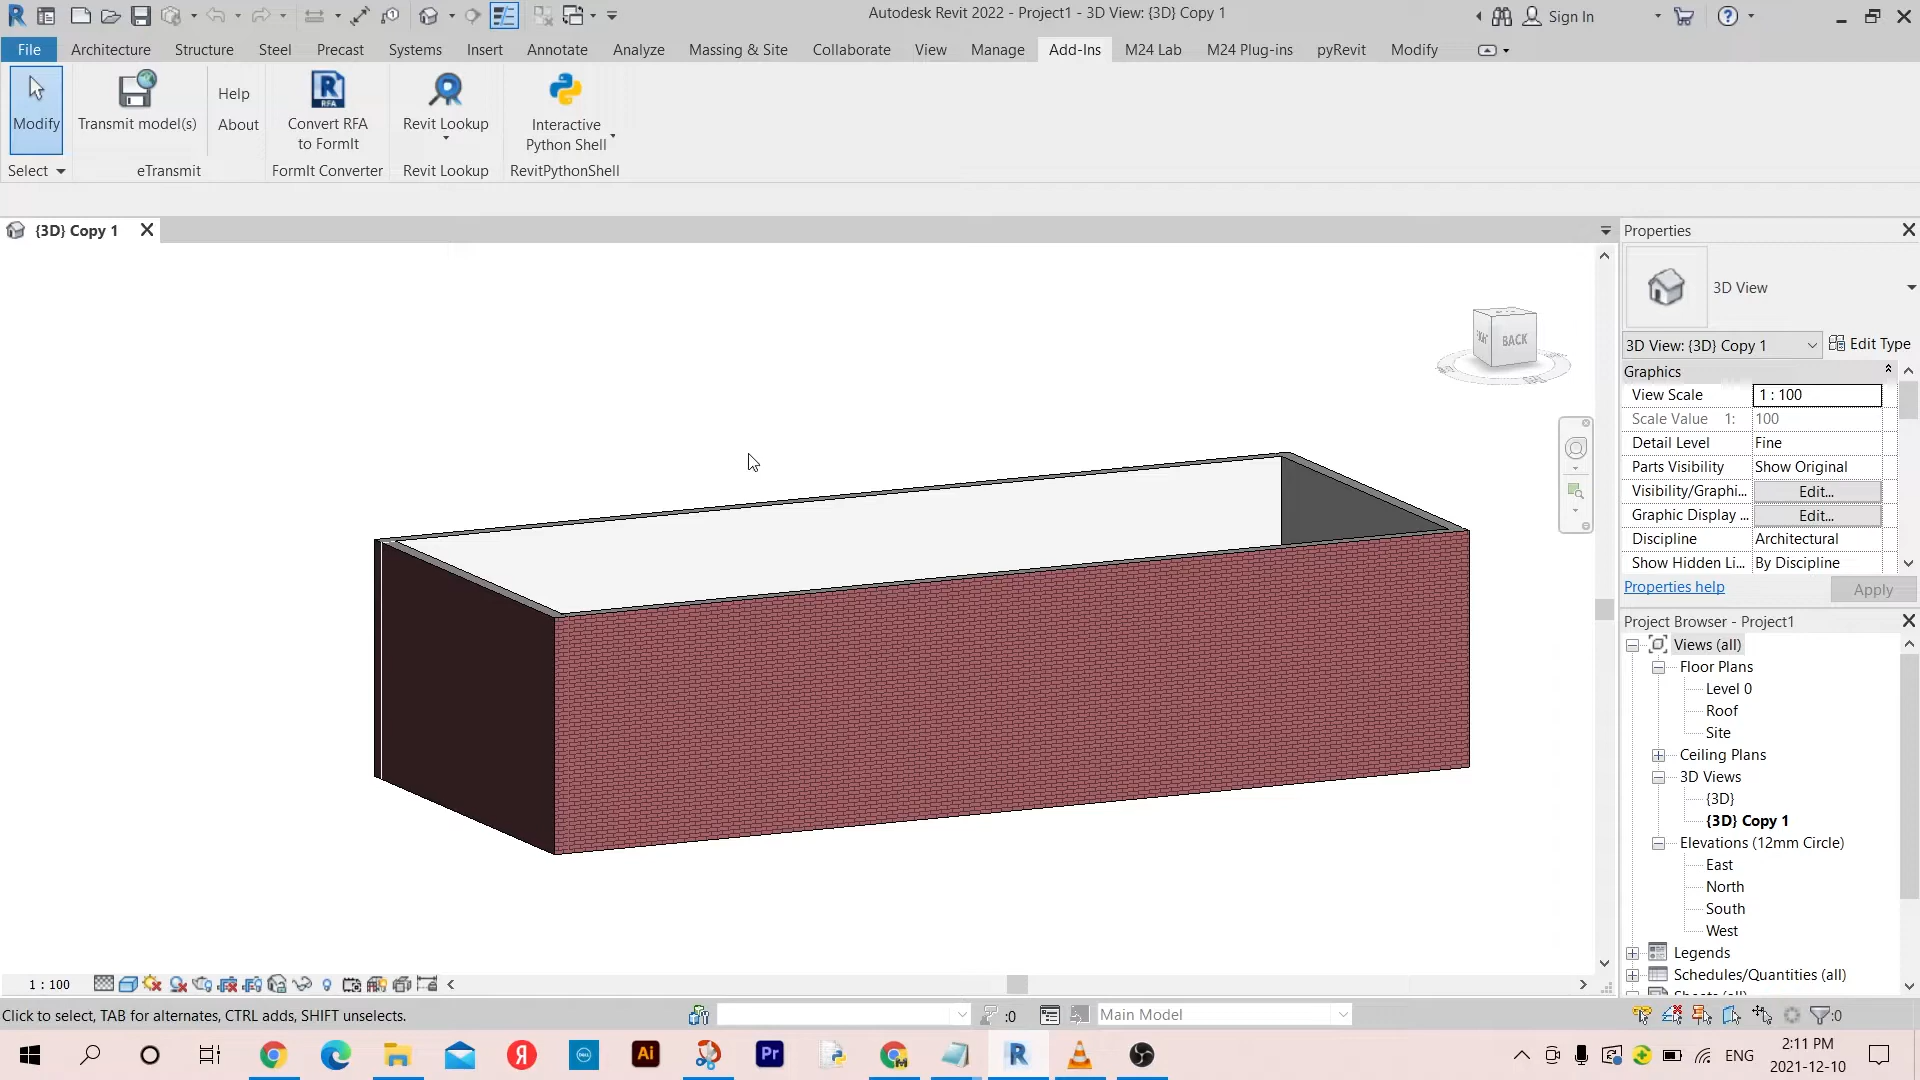 Autodesk Revit 2022 - Project1 - 3D View: {3D} Copy 1
Sign In
File Architecture Structure Steel Precast Systems Insert Annotate Analyze Massing & Site Collaborate View Manage Add-Ins M24 Lab M24 Plug-ins pyRevit Modify
Modify
Select
Transmit model(s)
Help
About
eTransmit
Convert RFA
to FormIt
FormIt Converter
Revit Lookup
Revit Lookup
Interactive
Python Shell
RevitPythonShell
{3D} Copy 1
BACK
Properties
3D View
3D View: {3D} Copy 1
Edit Type
Graphics
View Scale 1 : 100
Scale Value 1: 100
Detail Level Fine
Parts Visibility Show Original
Visibility/Graphi... Edit...
Graphic Display ... Edit...
Discipline Architectural
Show Hidden Li... By Discipline
Properties help
Apply
Project Browser - Project1
Views (all)
Floor Plans
Level 0
Roof
Site
Ceiling Plans
3D Views
{3D}
{3D} Copy 1
Elevations (12mm Circle)
East
North
South
West
Legends
Schedules/Quantities (all)
1 : 100
Click to select, TAB for alternates, CTRL adds, SHIFT unselects.
:0
Main Model
:0
Ai
Pr
R
ENG
2:11 PM
2021-12-10